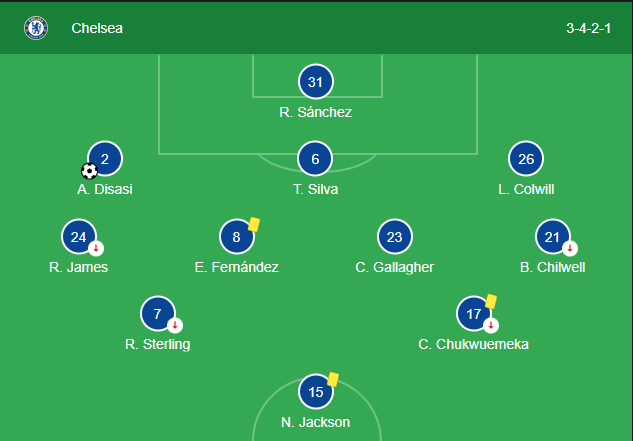 Chelsea 3-4-2-1
31
R. Sánchez
2 6 26
A. Disasi T. Silva L. Colwill
24 8 23 21
R. James E. Fernández C. Gallagher B. Chilwell
7 17
R. Sterling C. Chukwuemeka
15
N. Jackson